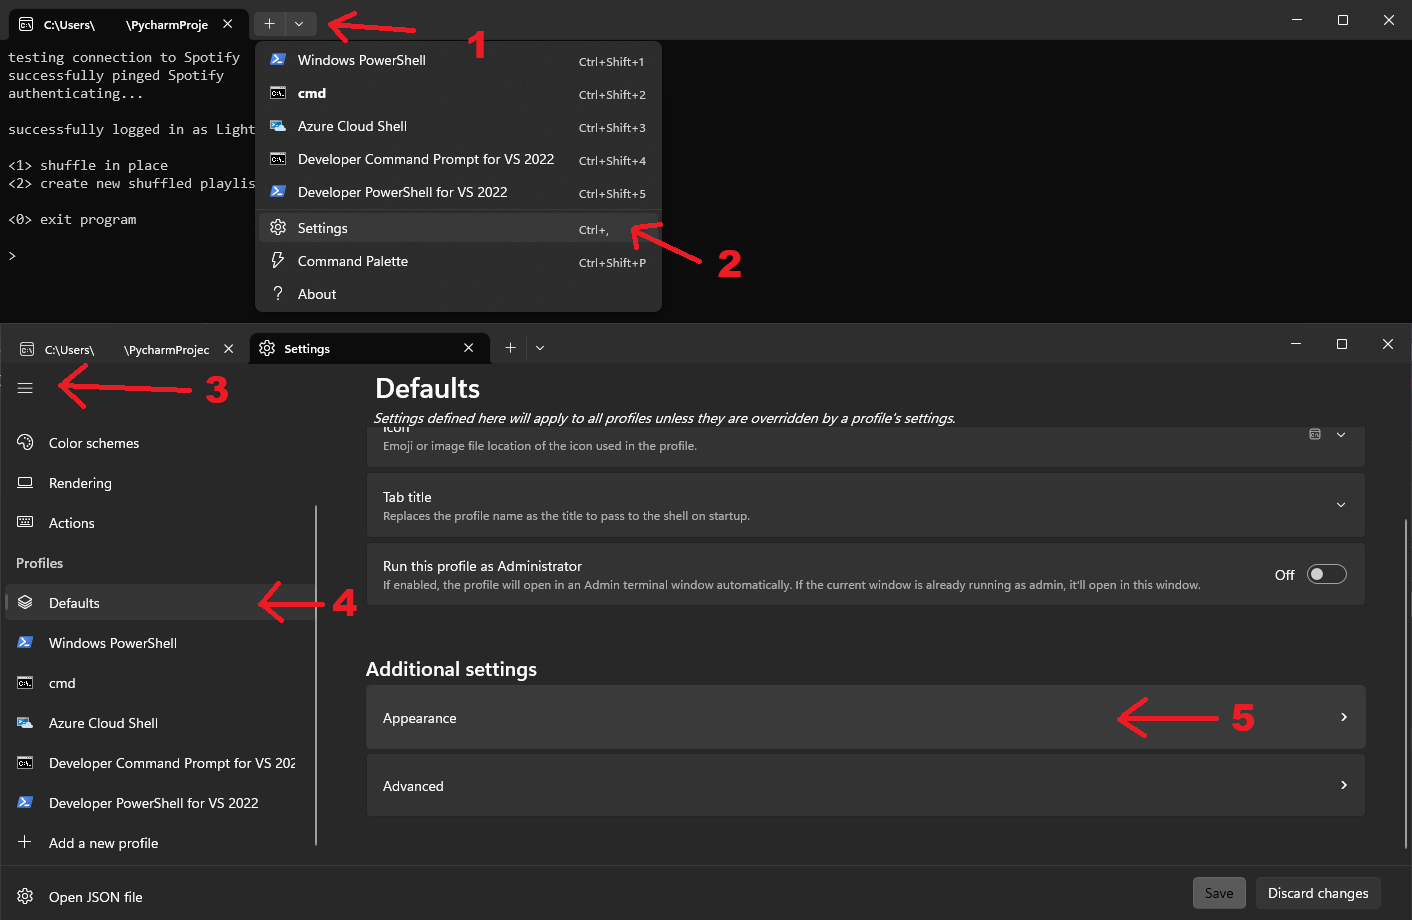 C:\Users\ \PycharmProje
1
testing connection to Spotify
successfully pinged Spotify
authenticating...
successfully logged in as Light
<1> shuffle in place
<2> create new shuffled playlis
<0> exit program
>
Windows PowerShell Ctrl+Shift+1
cmd Ctrl+Shift+2
Azure Cloud Shell Ctrl+Shift+3
Developer Command Prompt for VS 2022 Ctrl+Shift+4
Developer PowerShell for VS 2022 Ctrl+Shift+5
Settings Ctrl+,
2
Command Palette Ctrl+Shift+P
? About
C:\Users\ \PycharmProjec
Settings
3
Color schemes
Rendering
Actions
Profiles
Defaults
4
Windows PowerShell
cmd
Azure Cloud Shell
Developer Command Prompt for VS 202
Developer PowerShell for VS 2022
Add a new profile
Open JSON file
Defaults
Settings defined here will apply to all profiles unless they are overridden by a profile's settings.
Icon
Emoji or image file location of the icon used in the profile.
Tab title
Replaces the profile name as the title to pass to the shell on startup.
Run this profile as Administrator
If enabled, the profile will open in an Admin terminal window automatically. If the current window is already running as admin, it'll open in this window.
Off
Additional settings
Appearance
5
Advanced
Save
Discard changes